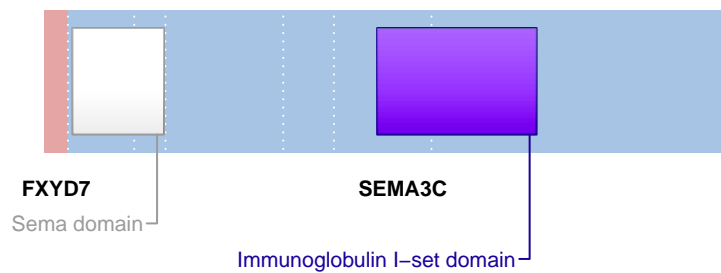 FXYD7 SEMA3C
Sema domain
Immunoglobulin I−set domain